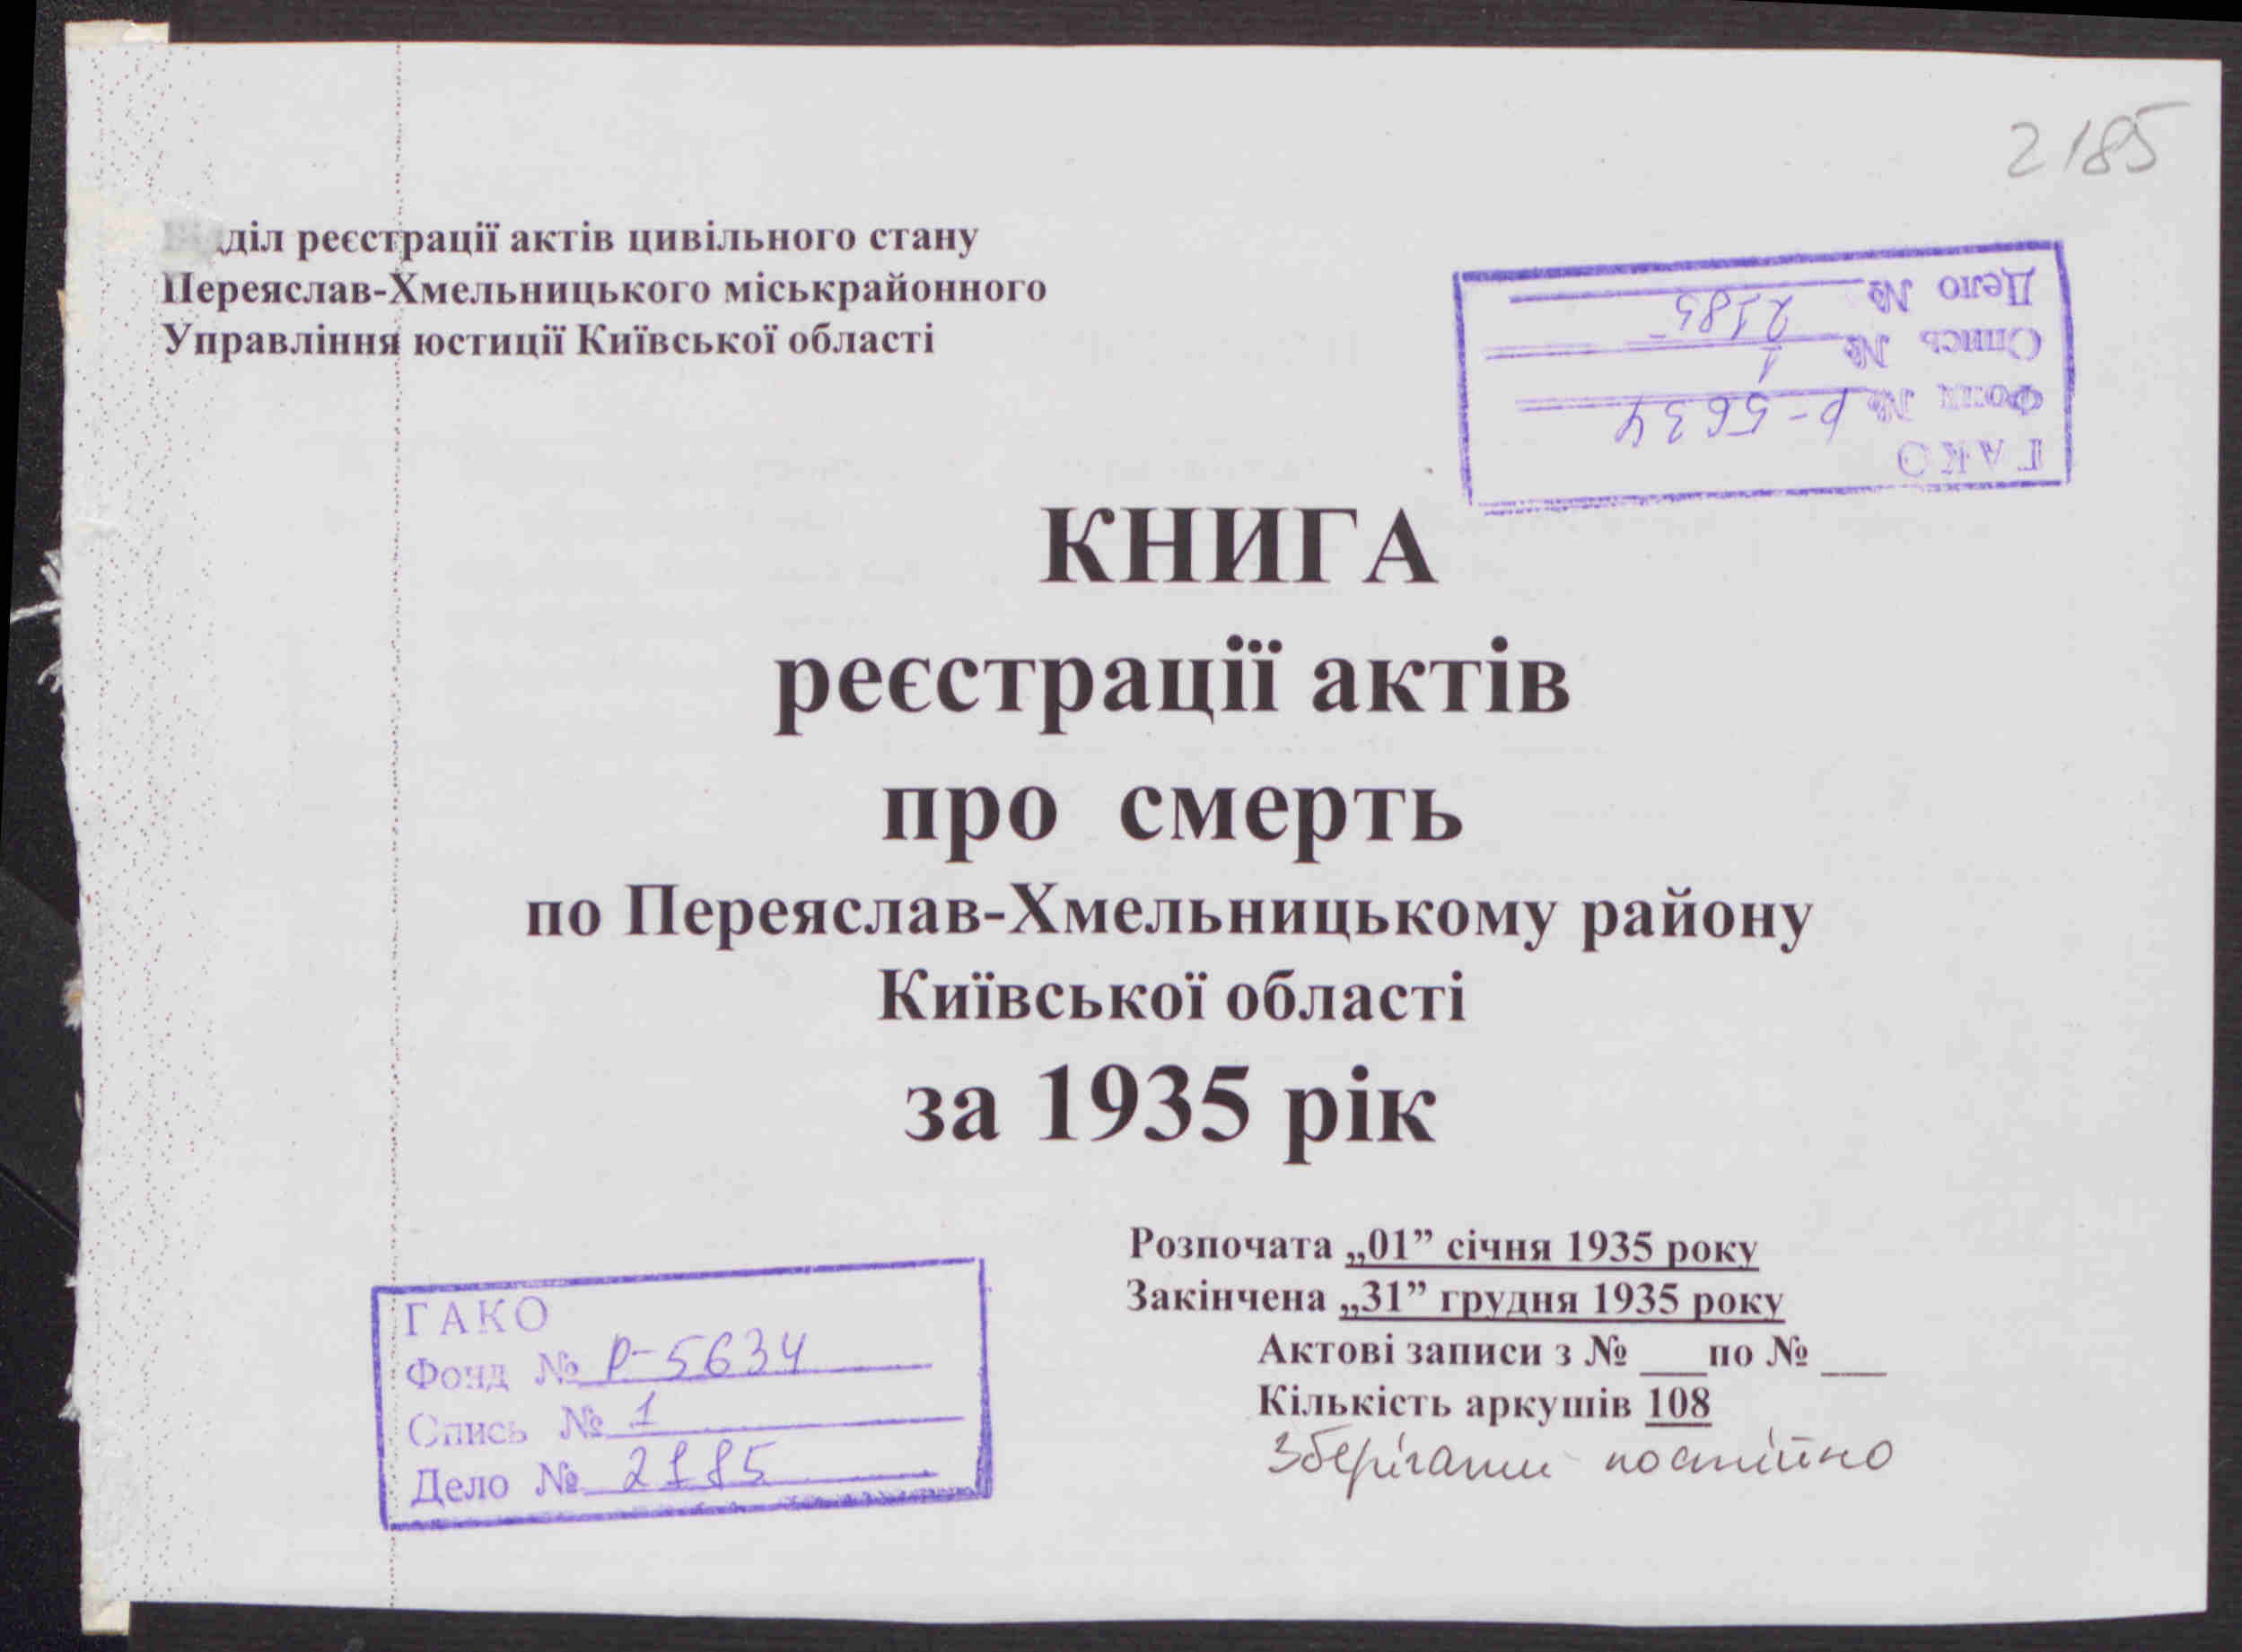 2185
Відділ реєстрації актів цивільного стану
Переяслав-Хмельницького міськрайонного
Управління юстиції Київської області
ГАКО
Фонд № Р-5634
Опись № 1
Дело № 2185
КНИГА
реєстрації актів
про смерть
по Переяслав-Хмельницькому району
Київської області
за 1935 рік
Розпочата „01” січня 1935 року
Закінчена „31” грудня 1935 року
Актові записи з № ___ по № ___
Кількість аркушів 108
Зберігати постійно
ГАКО
Фонд № Р-5634
Опись № 1
Дело № 2185